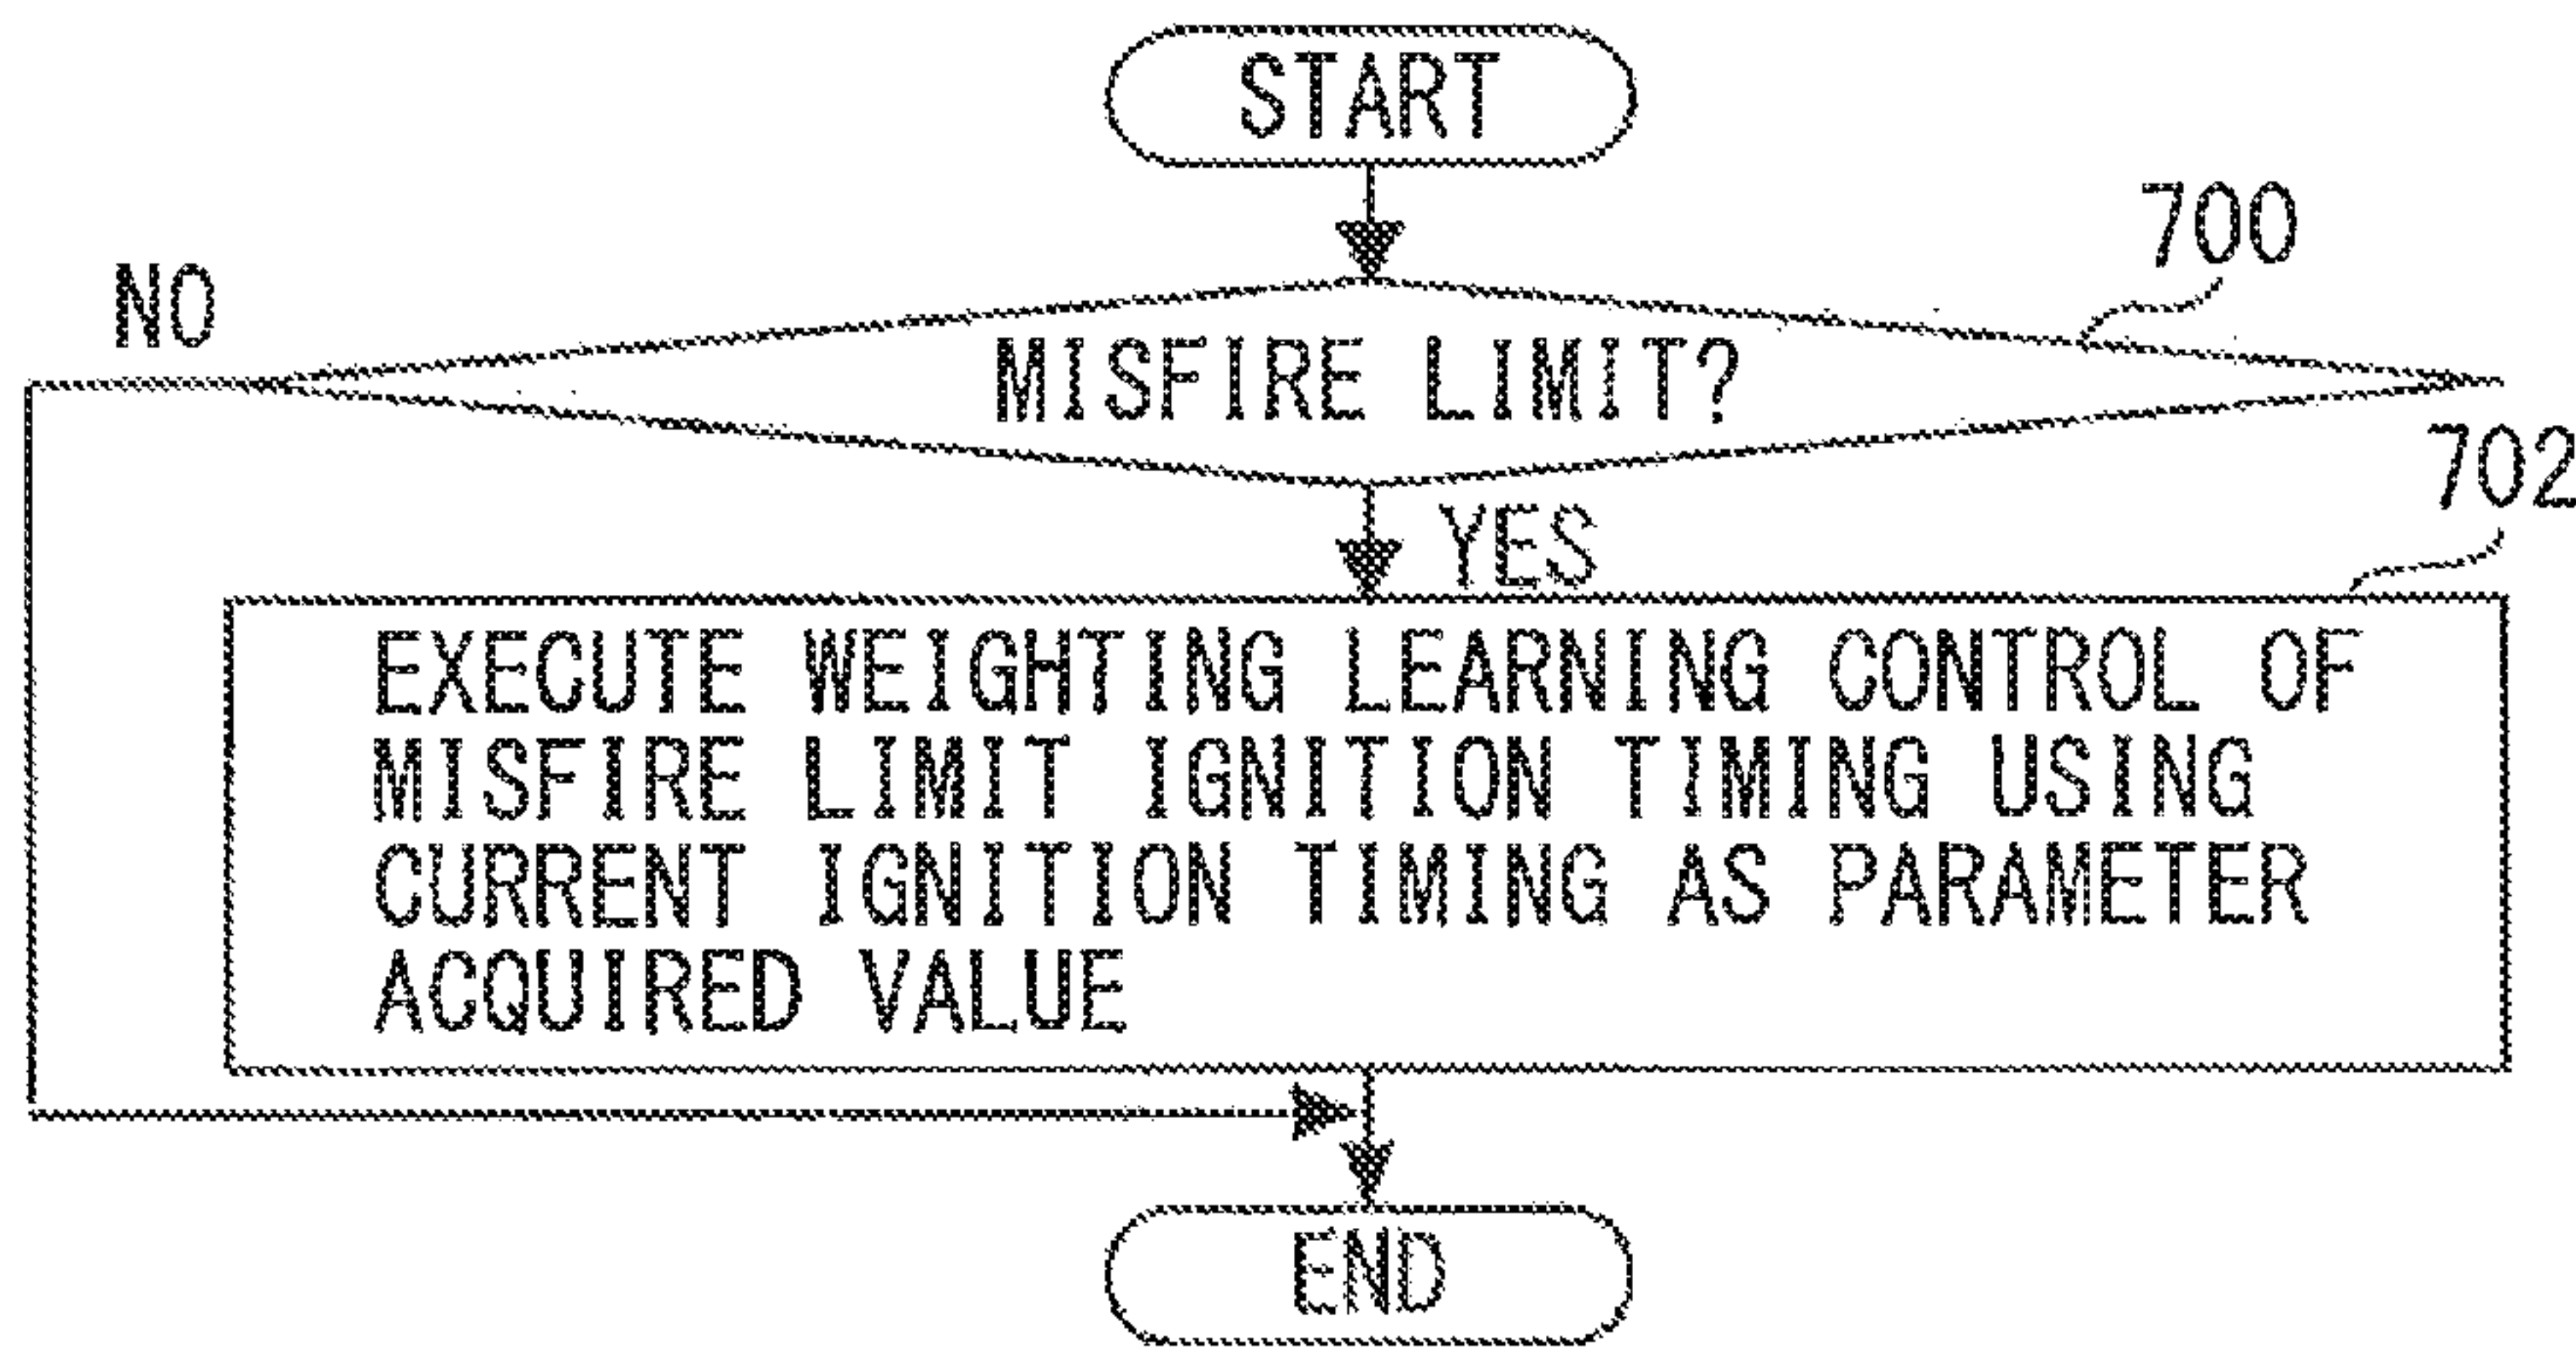 START
700
NO
MISFIRE LIMIT?
702
YES
EXECUTE WEIGHTING LEARNING CONTROL OF
MISFIRE LIMIT IGNITION TIMING USING
CURRENT IGNITION TIMING AS PARAMETER
ACQUIRED VALUE
END